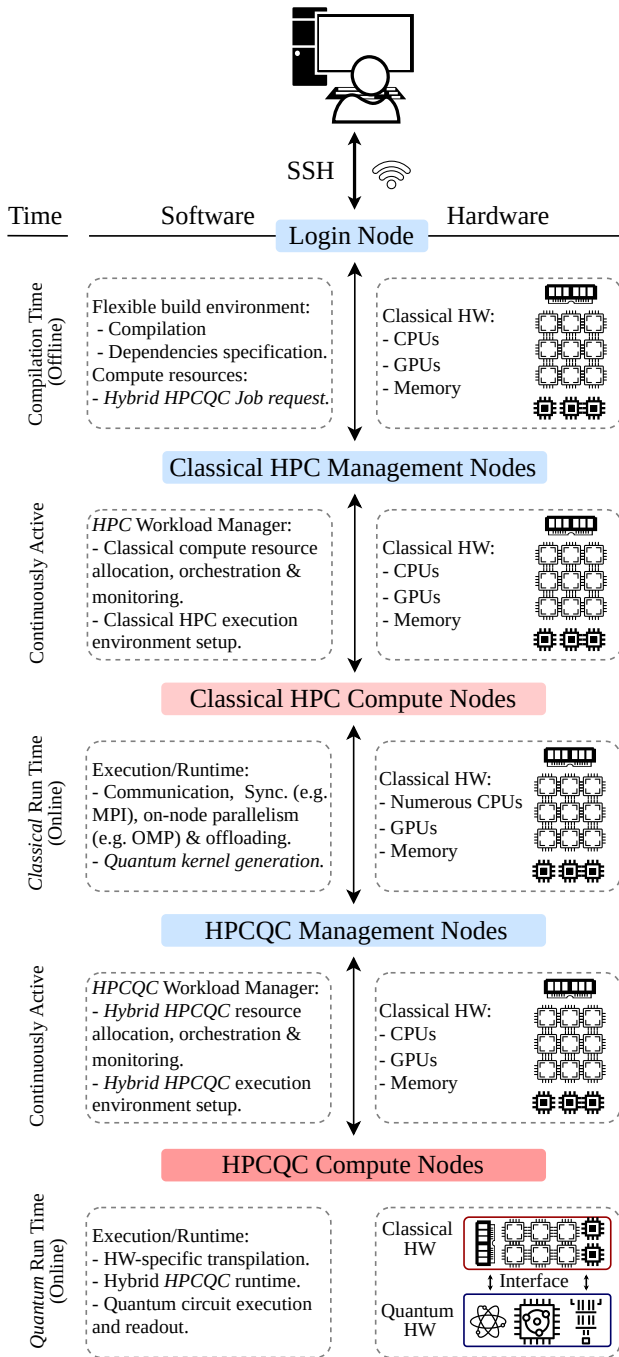 SSH
Time
Software
Hardware
Login Node
Compilation Time
(Offline)
Flexible build environment:
- Compilation
- Dependencies specification.
Compute resources:
- Hybrid HPCQC Job request.
Classical HW:
- CPUs
- GPUs
- Memory
Classical HPC Management Nodes
Continuously Active
HPC Workload Manager:
- Classical compute resource
allocation, orchestration &
monitoring.
- Classical HPC execution
environment setup.
Classical HW:
- CPUs
- GPUs
- Memory
Classical HPC Compute Nodes
Classical Run Time
(Online)
Execution/Runtime:
- Communication, Sync. (e.g.
MPI), on-node parallelism
(e.g. OMP) & offloading.
- Quantum kernel generation.
Classical HW:
- Numerous CPUs
- GPUs
- Memory
HPCQC Management Nodes
Continuously Active
HPCQC Workload Manager:
- Hybrid HPCQC resource
allocation, orchestration &
monitoring.
- Hybrid HPCQC execution
environment setup.
Classical HW:
- CPUs
- GPUs
- Memory
HPCQC Compute Nodes
Quantum Run Time
(Online)
Execution/Runtime:
- HW-specific transpilation.
- Hybrid HPCQC runtime.
- Quantum circuit execution
and readout.
Classical
HW
Interface
Quantum
HW